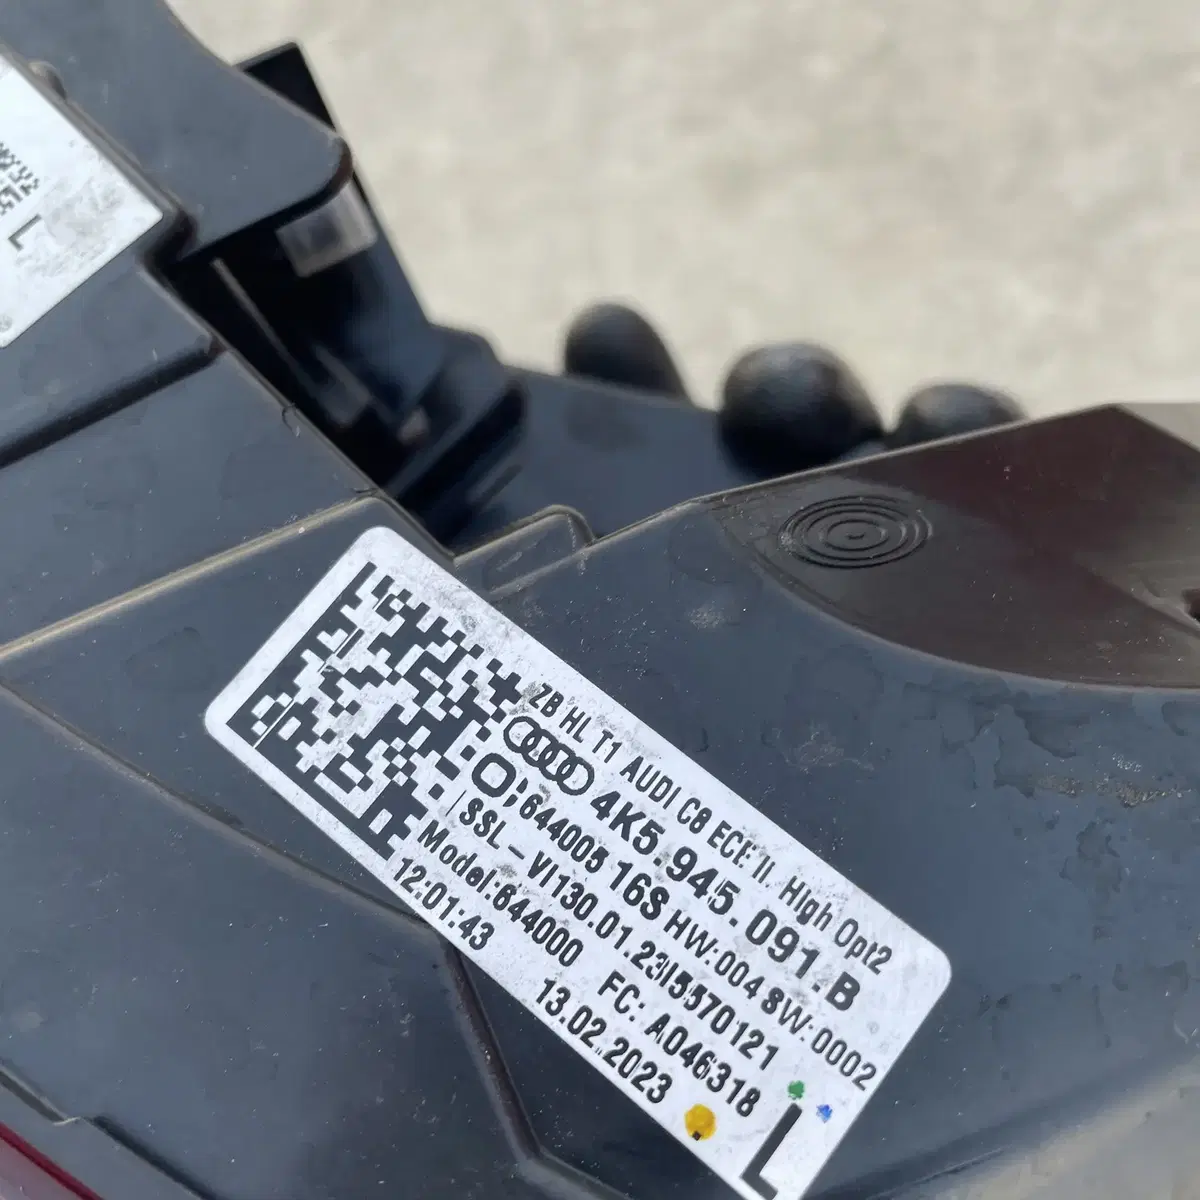 L
ZB HL T1 AUDI C8 ECE II. High Opt2
4K5.945.091.B
O;644005 16S HW:004 SW:0002
SSL-VI130.01.23I5570121
Model:644000 FC: A046318
12:01:43 13.02.2023
L